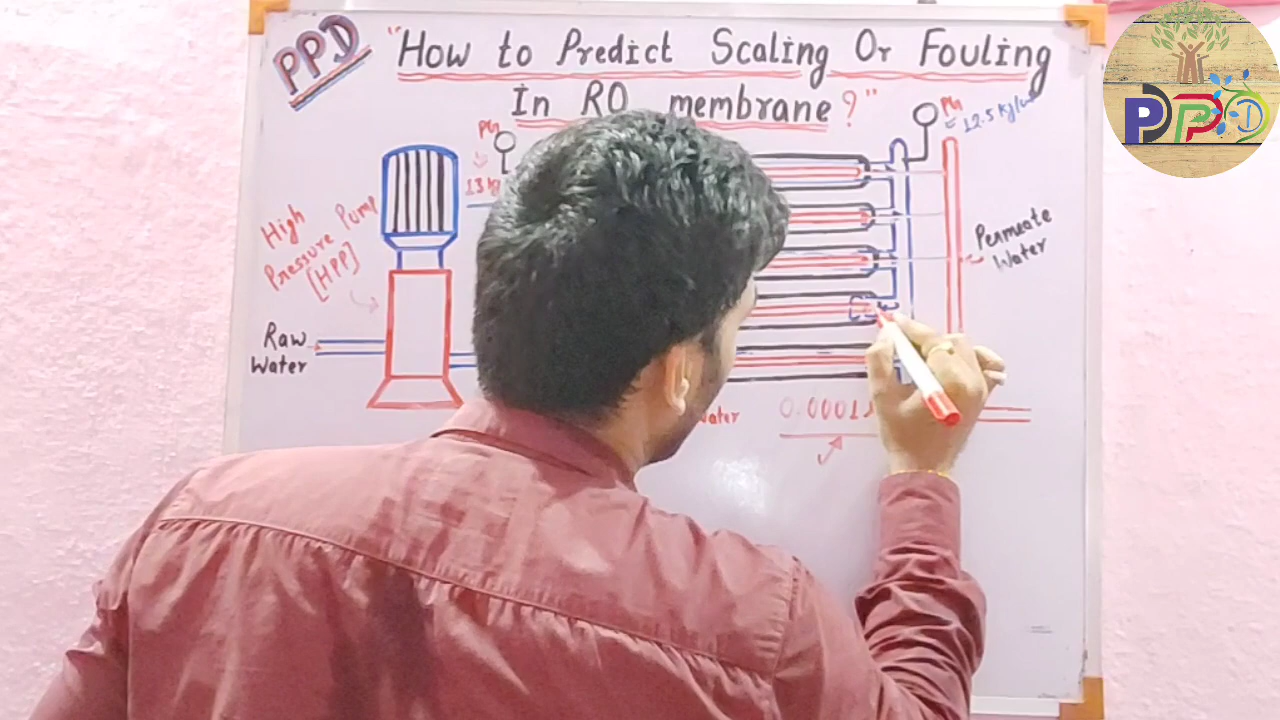 PPD
"How to Predict Scaling Or Fouling
In RO membrane?"
PG
13 kg
PG
12.5 kg/
High
Pressure Pump
[HPP]
Raw
Water
Permeate
Water
Water
0.0001
PPD